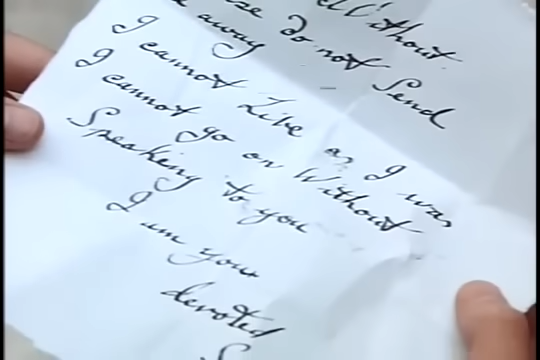 Without
do not Send
away
I cannot Live as I was
I cannot go on Without
Speaking to you
I am your
devoted
S